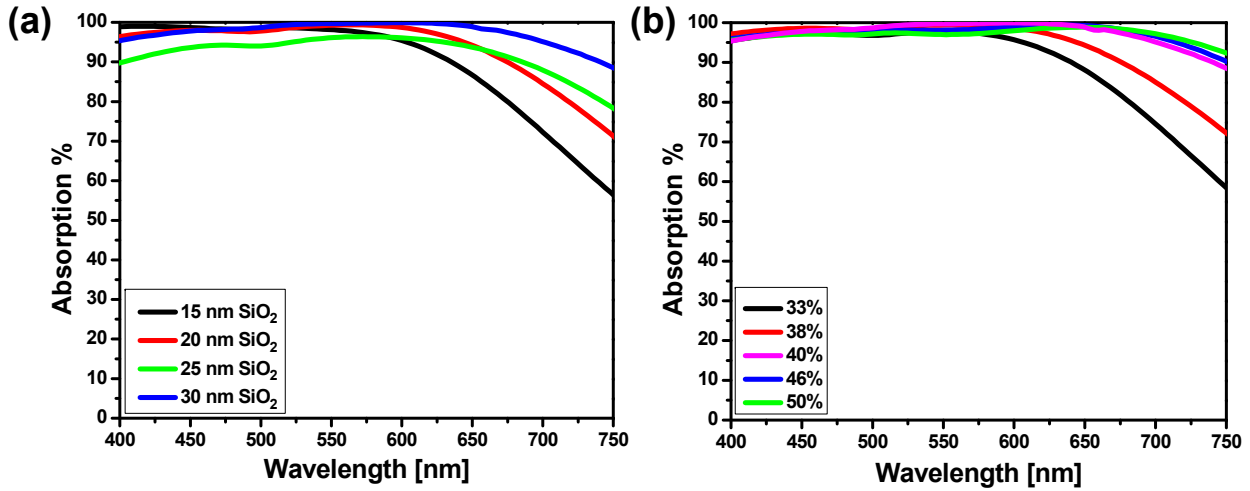 (a)
Absorption %
100
90
80
70
60
50
40
30
20
10
0
15 nm SiO₂
20 nm SiO₂
25 nm SiO₂
30 nm SiO₂
400 450 500 550 600 650 700 750
Wavelength [nm]
(b)
Absorption %
100
90
80
70
60
50
40
30
20
10
0
33%
38%
40%
46%
50%
400 450 500 550 600 650 700 750
Wavelength [nm]